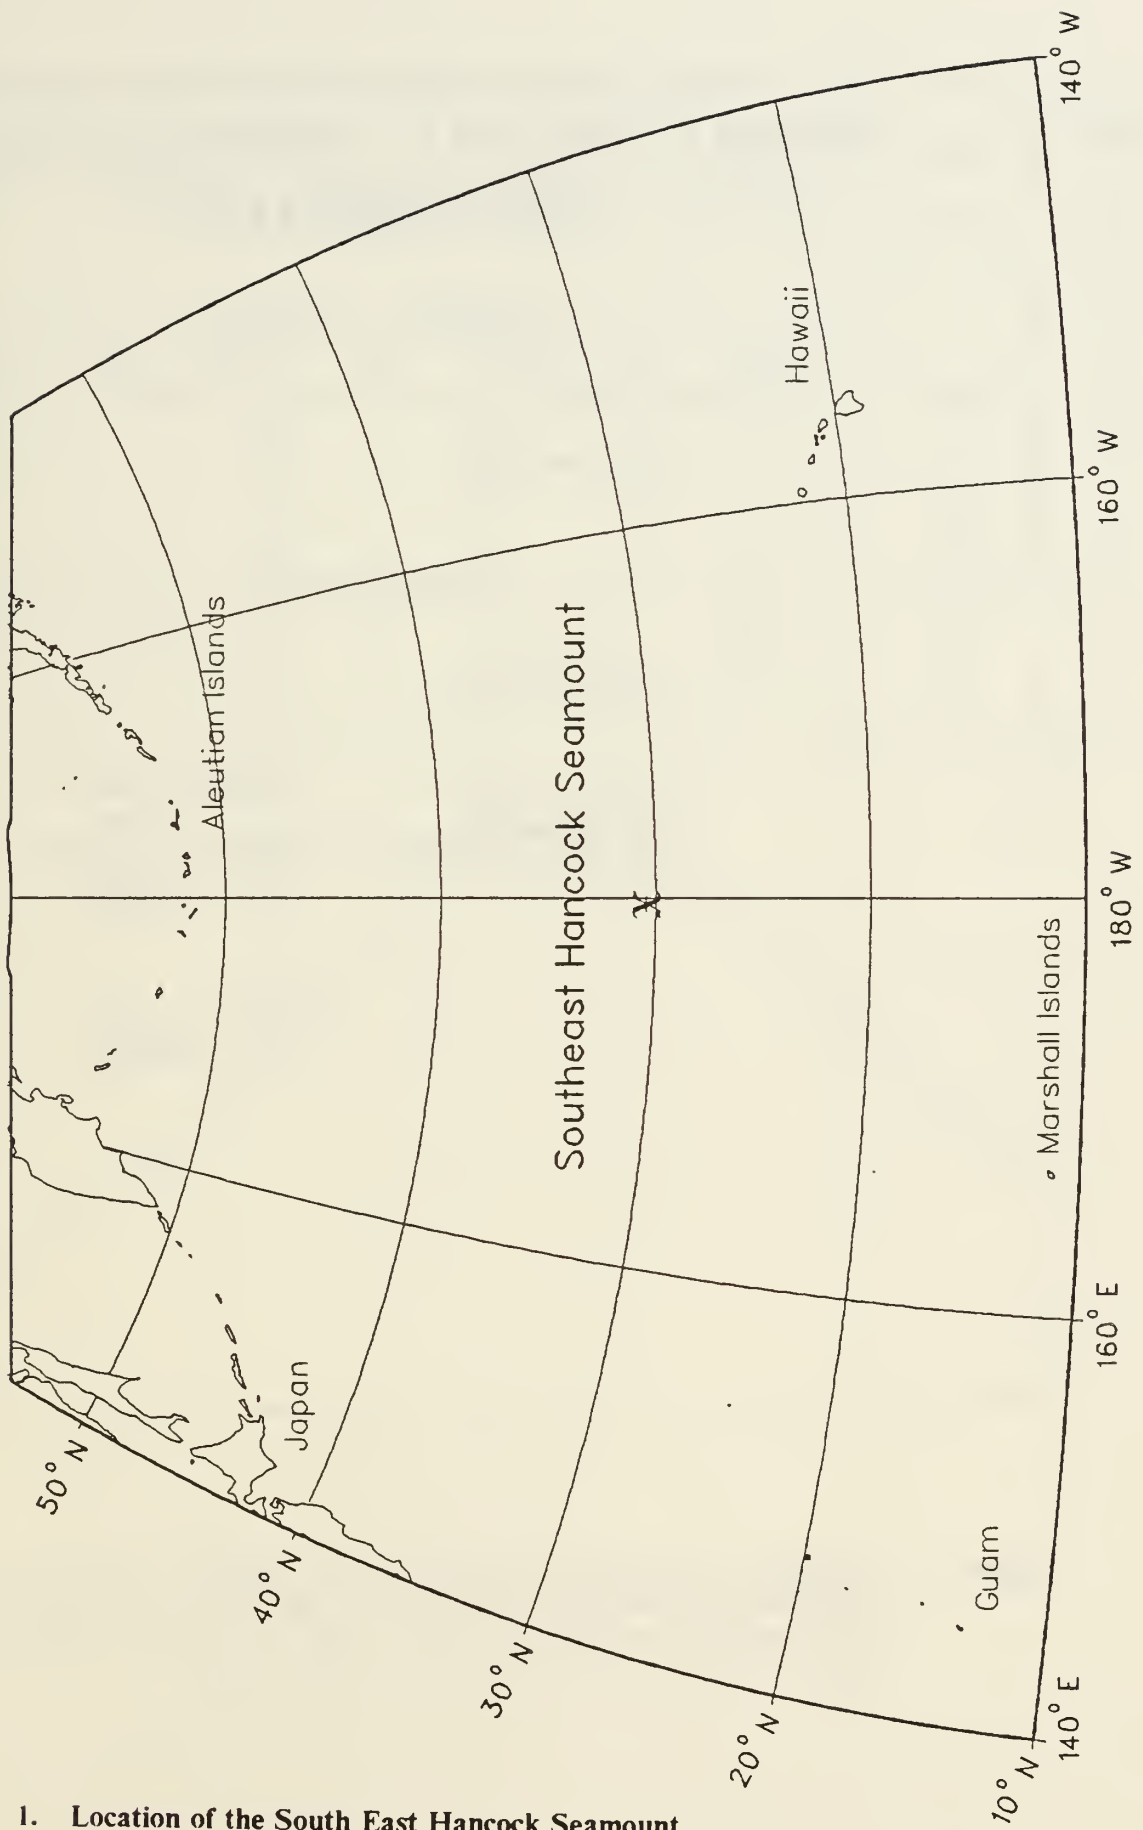 50° N
40° N
30° N
20° N
10° N
Aleutian Islands
Japan
Southeast Hancock Seamount
X
Hawaii
Guam
Marshall Islands
140° E
160° E
180° W
160° W
140° W
1. Location of the South East Hancock Seamount